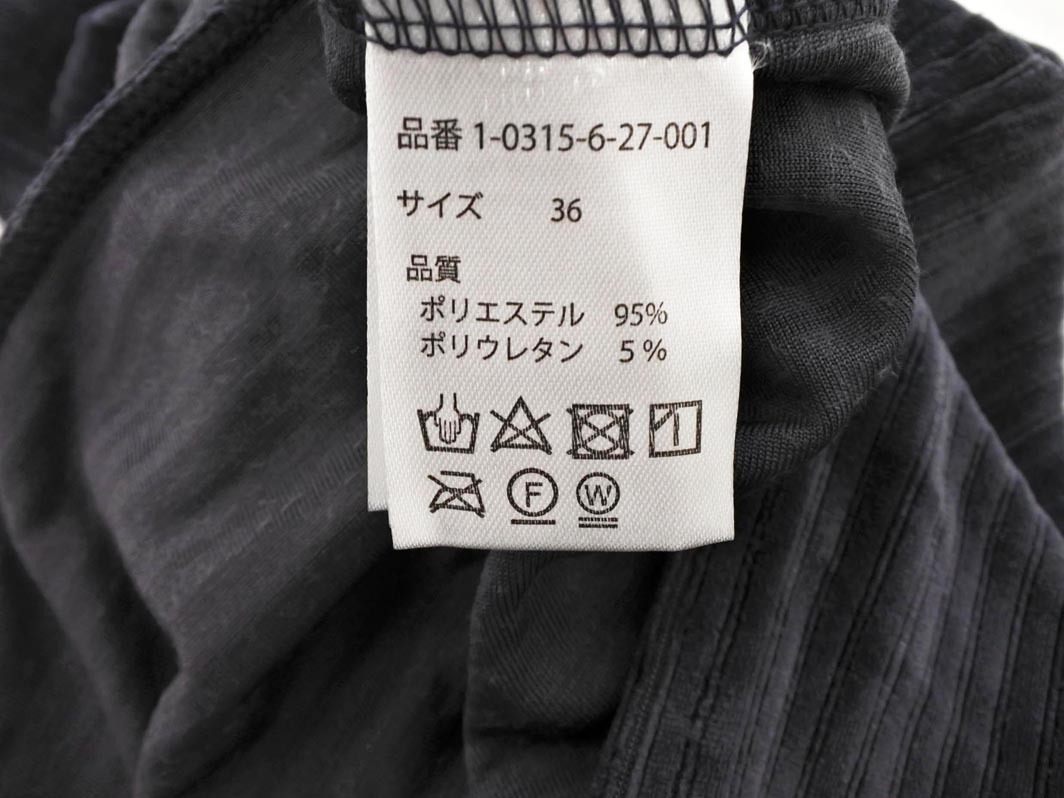 品番 1-0315-6-27-001
サイズ 36
品質
ポリエステル 95%
ポリウレタン 5%
F W